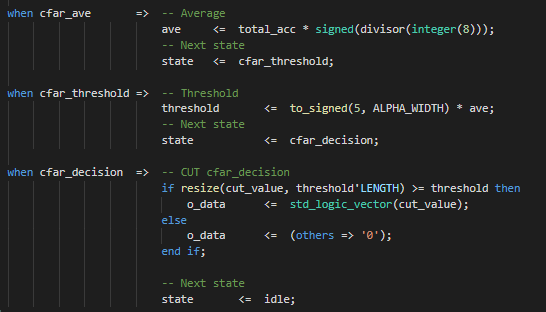 when cfar_ave       =>  -- Average
                        ave     <=  total_acc * signed(divisor(integer(8)));
                        -- Next state
                        state   <=  cfar_threshold;
when cfar_threshold =>  -- Threshold
                        threshold       <=  to_signed(5, ALPHA_WIDTH) * ave;
                        -- Next state
                        state           <=  cfar_decision;
when cfar_decision  =>  -- CUT cfar_decision
                        if resize(cut_value, threshold'LENGTH) >= threshold then
                            o_data      <=  std_logic_vector(cut_value);
                        else
                            o_data      <=  (others => '0');
                        end if;
                        -- Next state
                        state       <=  idle;